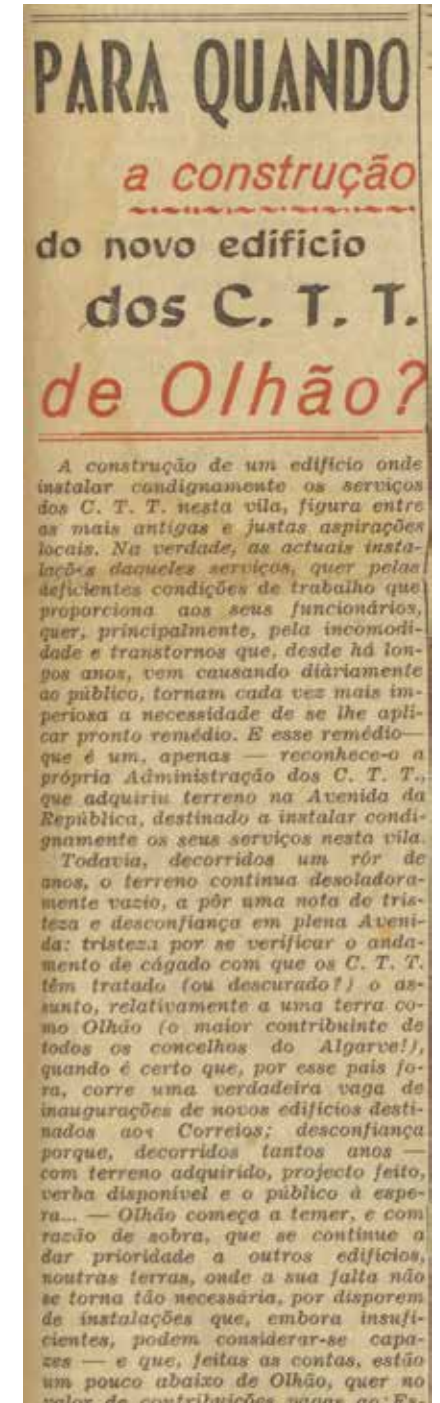 PARA QUANDO
a construção
do novo edifício
dos C. T. T.
de Olhão?
A construção de um edifício onde
instalar condignamente os serviços
dos C. T. T. nesta vila, figura entre
as mais antigas e justas aspirações
locais. Na verdade, as actuais insta-
lações daqueles serviços, quer pelas
deficientes condições de trabalho que
proporciona aos seus funcionários,
quer, principalmente, pela incomodi-
dade e transtornos que, desde há lon-
gos anos, vem causando diàriamente
ao público, tornam cada vez mais im-
periosa a necessidade de se lhe apli-
car pronto remédio. E esse remédio—
que é um, apenas — reconhece-o a
própria Administração dos C. T. T.,
que adquiriu terreno na Avenida da
República, destinado a instalar condi-
gnamente os seus serviços nesta vila.
Todavia, decorridos um rôr de
anos, o terreno continua desoladora-
mente vazio, a pôr uma nota de tris-
teza e desconfiança em plena Aveni-
da: tristeza por se verificar o anda-
mento de cágado com que os C. T. T.
têm tratado (ou descurado?) o as-
sunto, relativamente a uma terra co-
mo Olhão (o maior contribuinte de
todos os concelhos do Algarve!),
quando é certo que, por esse país fo-
ra, corre uma verdadeira vaga de
inaugurações de novos edifícios desti-
nados aos Correios; desconfiança
porque, decorridos tantos anos —
com terreno adquirido, projecto feito,
verba disponível e o público à espe-
ra... — Olhão começa a temer, e com
razão de sobra, que se continue a
dar prioridade a outros edifícios,
noutras terras, onde a sua falta não
se torna tão necessária, por disporem
de instalações que, embora insufi-
cientes, podem considerar-se capa-
zes — e que, feitas as contas, estão
um pouco abaixo de Olhão, quer no
valor de contribuições pagas ao Es-